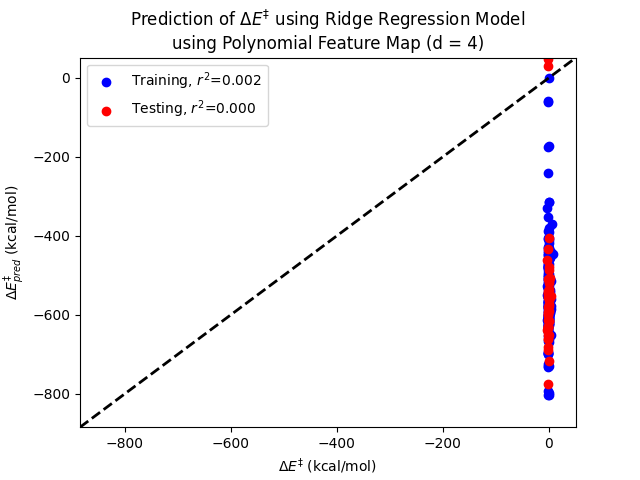 Prediction of ΔE‡ using Ridge Regression Model
using Polynomial Feature Map (d = 4)
Training, r²=0.002
Testing, r²=0.000
ΔE‡pred (kcal/mol)
0
−200
−400
−600
−800
−800 −600 −400 −200 0
ΔE‡ (kcal/mol)